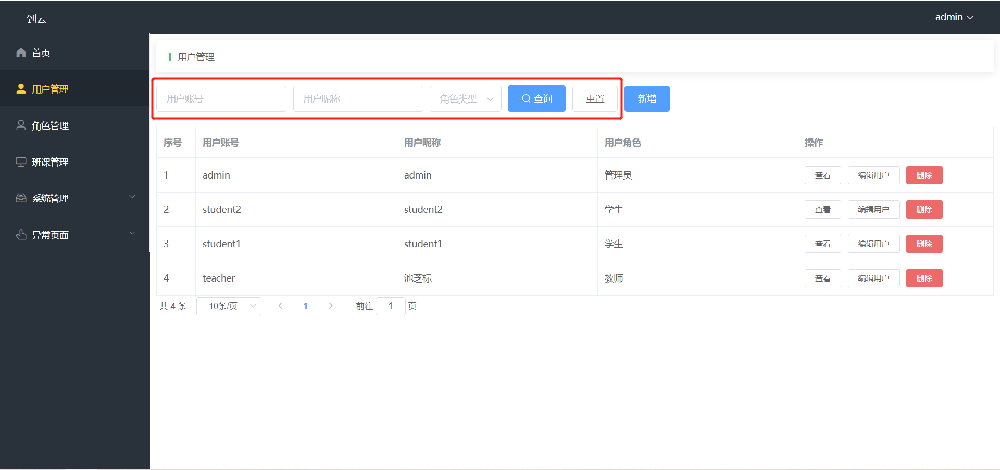 到云
admin
首页
用户管理
角色管理
班课管理
系统管理
异常页面
用户管理
用户账号 用户昵称 角色类型 查询 重置 新增
序号 用户账号 用户昵称 用户角色 操作
1 admin admin 管理员 查看 编辑用户 删除
2 student2 student2 学生 查看 编辑用户 删除
3 student1 student1 学生 查看 编辑用户 删除
4 teacher 池芝标 教师 查看 编辑用户 删除
共 4 条 10条/页 1 前往 1 页